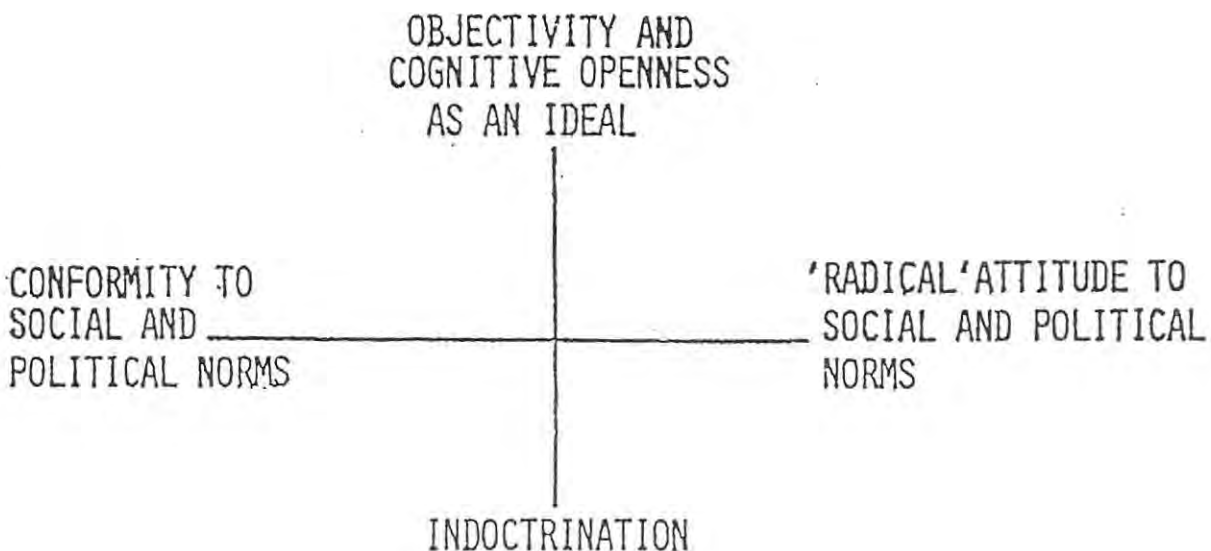 OBJECTIVITY AND
COGNITIVE OPENNESS
AS AN IDEAL
CONFORMITY TO
SOCIAL AND
POLITICAL NORMS
'RADICAL' ATTITUDE TO
SOCIAL AND POLITICAL
NORMS
INDOCTRINATION